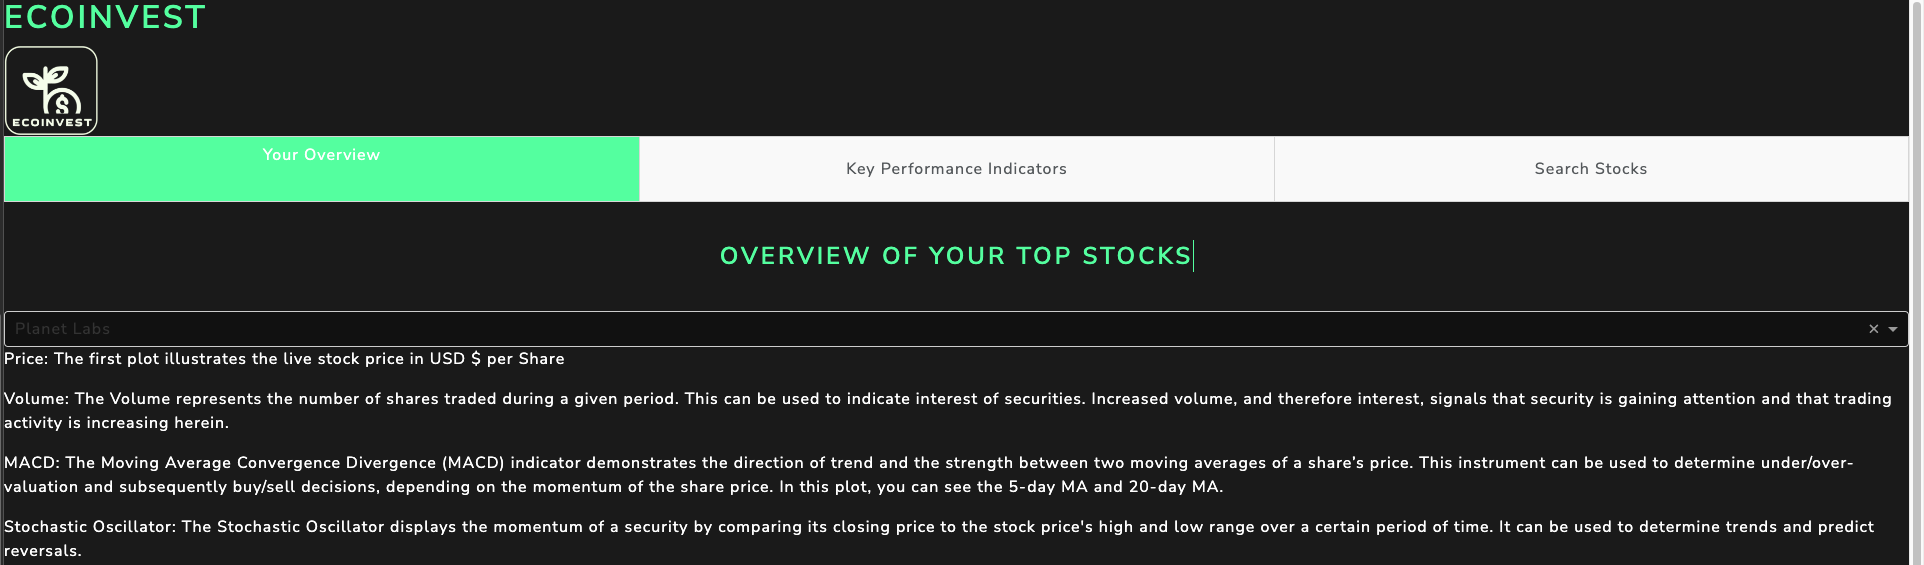 ECOINVEST
ECOINVEST
Your Overview
Key Performance Indicators
Search Stocks
OVERVIEW OF YOUR TOP STOCKS
Planet Labs
Price: The first plot illustrates the live stock price in USD $ per Share
Volume: The Volume represents the number of shares traded during a given period. This can be used to indicate interest of securities. Increased volume, and therefore interest, signals that security is gaining attention and that trading
activity is increasing herein.
MACD: The Moving Average Convergence Divergence (MACD) indicator demonstrates the direction of trend and the strength between two moving averages of a share's price. This instrument can be used to determine under/over-
valuation and subsequently buy/sell decisions, depending on the momentum of the share price. In this plot, you can see the 5-day MA and 20-day MA.
Stochastic Oscillator: The Stochastic Oscillator displays the momentum of a security by comparing its closing price to the stock price's high and low range over a certain period of time. It can be used to determine trends and predict
reversals.